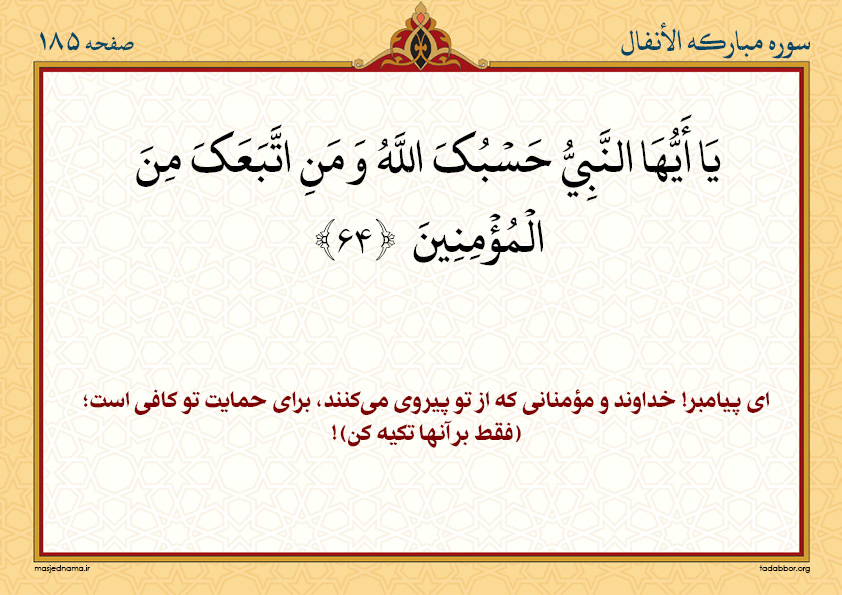 سوره مبارکه الأنفال
صفحه ۱۸۵
يَا أَيُّهَا النَّبِيُّ حَسْبُكَ اللَّهُ وَ مَنِ اتَّبَعَكَ مِنَ
الْمُؤْمِنِينَ ﴿۶۴﴾
ای پیامبر! خداوند و مؤمنانی که از تو پیروی می‌کنند، برای حمایت تو کافی است؛
(فقط بر آنها تکیه کن)!
masjednama.ir
tadabbor.org